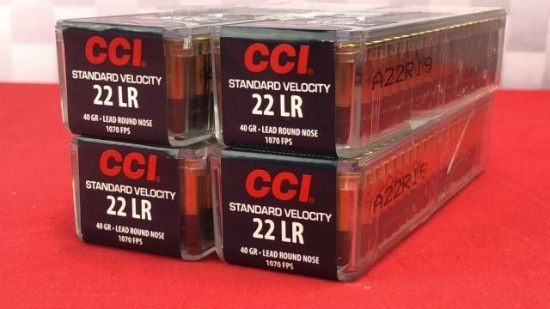 CCI
STANDARD VELOCITY
22 LR
40 GR • LEAD ROUND NOSE
1070 FPS
CCI
STANDARD VELOCITY
22 LR
40 GR • LEAD ROUND NOSE
1070 FPS
A22R19
CCI
STANDARD VELOCITY
22 LR
40 GR • LEAD ROUND NOSE
1070 FPS
CCI
STANDARD VELOCITY
22 LR
40 GR • LEAD ROUND NOSE
1070 FPS
A22R19